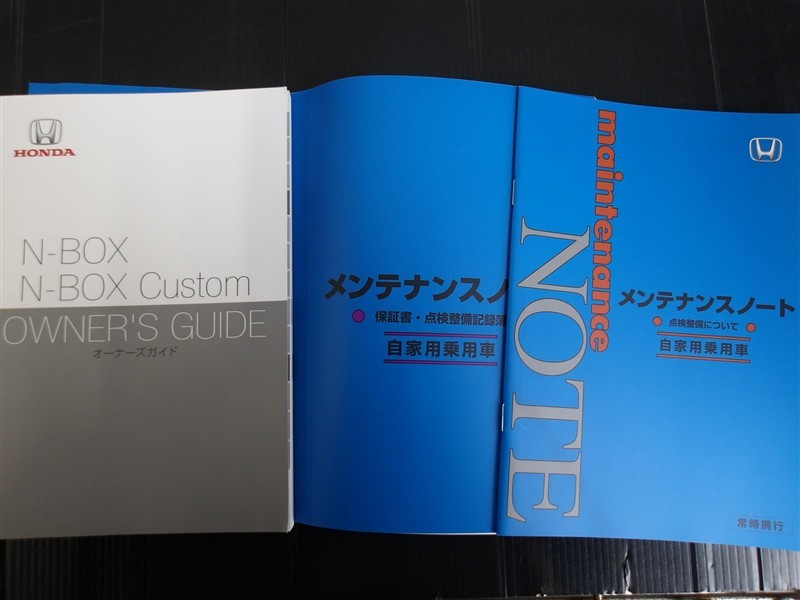 HONDA
N-BOX
N-BOX Custom
OWNER'S GUIDE
オーナーズガイド
メンテナンスノ
保証書・点検整備記録簿
自家用乗用車
maintenance
NOTE
メンテナンスノート
点検整備について
自家用乗用車
常時携行